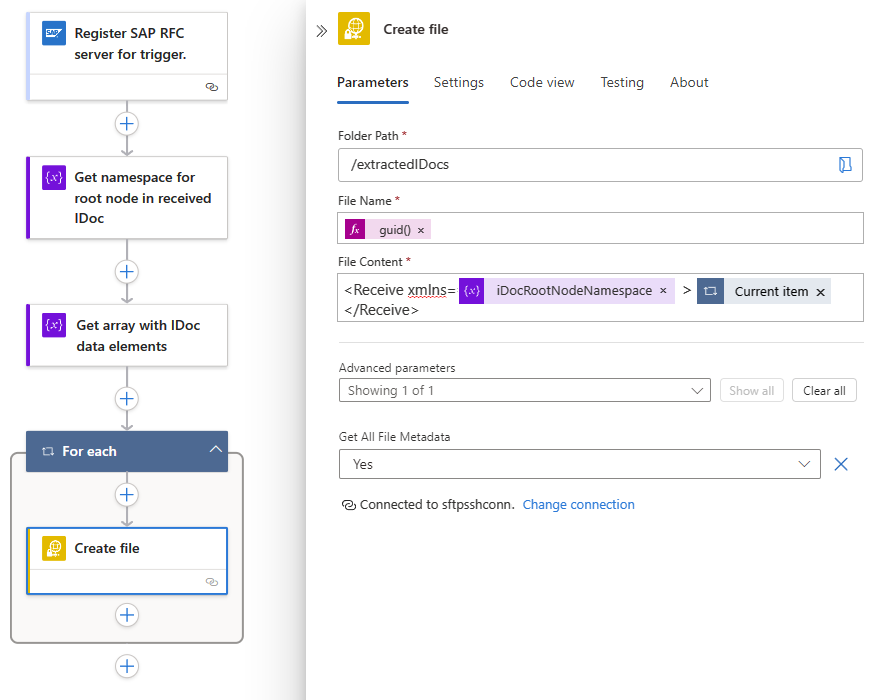 SAP
Register SAP RFC
server for trigger.
{x}
Get namespace for
root node in received
IDoc
{x}
Get array with IDoc
data elements
For each
Create file
Create file
Parameters
Settings
Code view
Testing
About
Folder Path *
/extractedIDocs
File Name *
fx guid() ×
File Content *
<Receive xmlns= {x} iDocRootNodeNamespace × > Current item ×
</Receive>
Advanced parameters
Showing 1 of 1
Show all
Clear all
Get All File Metadata
Yes
Connected to sftpsshconn. Change connection